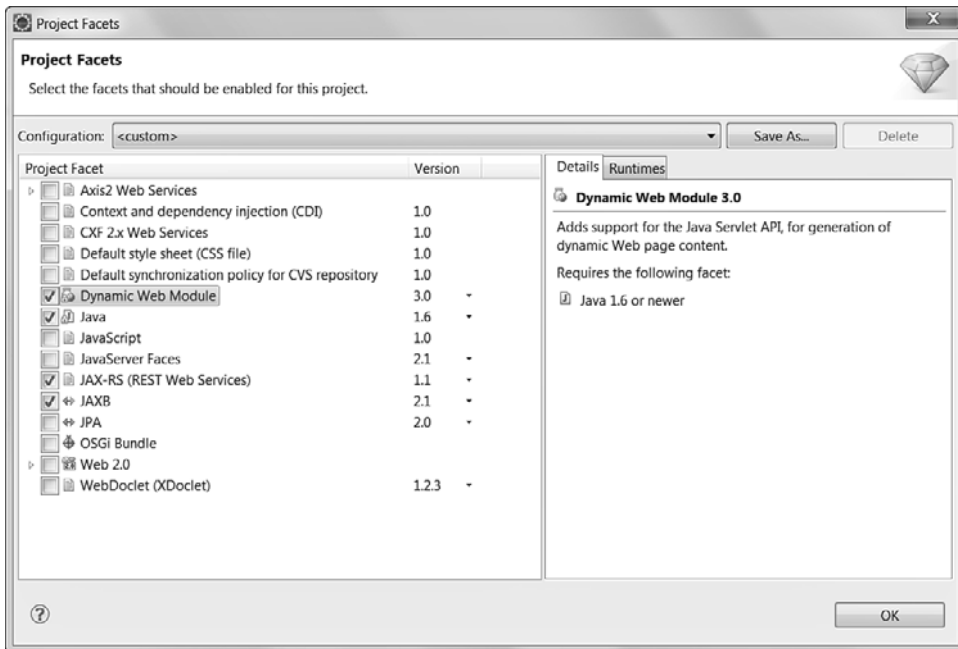 Project Facets
X
Project Facets
Select the facets that should be enabled for this project.
Configuration: <custom> Save As... Delete
Project Facet Version
Axis2 Web Services
Context and dependency injection (CDI) 1.0
CXF 2.x Web Services 1.0
Default style sheet (CSS file) 1.0
Default synchronization policy for CVS repository 1.0
Dynamic Web Module 3.0
Java 1.6
JavaScript 1.0
JavaServer Faces 2.1
JAX-RS (REST Web Services) 1.1
JAXB 2.1
JPA 2.0
OSGi Bundle
Web 2.0
WebDoclet (XDoclet) 1.2.3
Details Runtimes
Dynamic Web Module 3.0
Adds support for the Java Servlet API, for generation of
dynamic Web page content.
Requires the following facet:
Java 1.6 or newer
?
OK